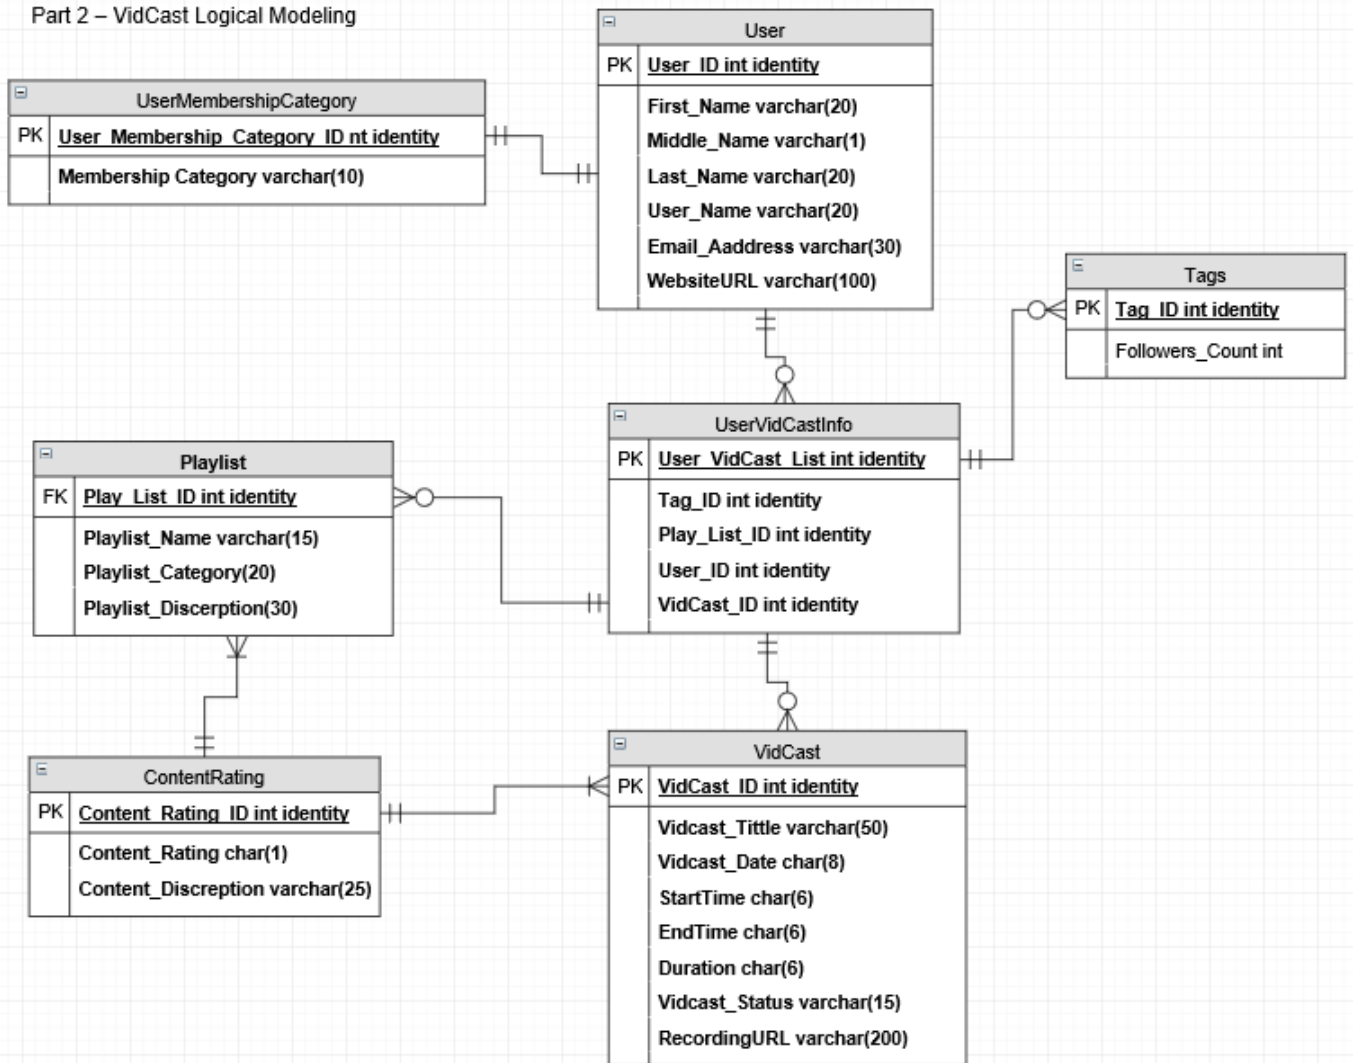 Part 2 – VidCast Logical Modeling
User
PK User_ID int identity
First_Name varchar(20)
Middle_Name varchar(1)
Last_Name varchar(20)
User_Name varchar(20)
Email_Aaddress varchar(30)
WebsiteURL varchar(100)
UserMembershipCategory
PK User_Membership_Category_ID nt identity
Membership Category varchar(10)
Tags
PK Tag_ID int identity
Followers_Count int
UserVidCastInfo
PK User_VidCast_List int identity
Tag_ID int identity
Play_List_ID int identity
User_ID int identity
VidCast_ID int identity
Playlist
FK Play_List_ID int identity
Playlist_Name varchar(15)
Playlist_Category(20)
Playlist_Discerption(30)
ContentRating
PK Content_Rating_ID int identity
Content_Rating char(1)
Content_Discreption varchar(25)
VidCast
PK VidCast_ID int identity
Vidcast_Tittle varchar(50)
Vidcast_Date char(8)
StartTime char(6)
EndTime char(6)
Duration char(6)
Vidcast_Status varchar(15)
RecordingURL varchar(200)